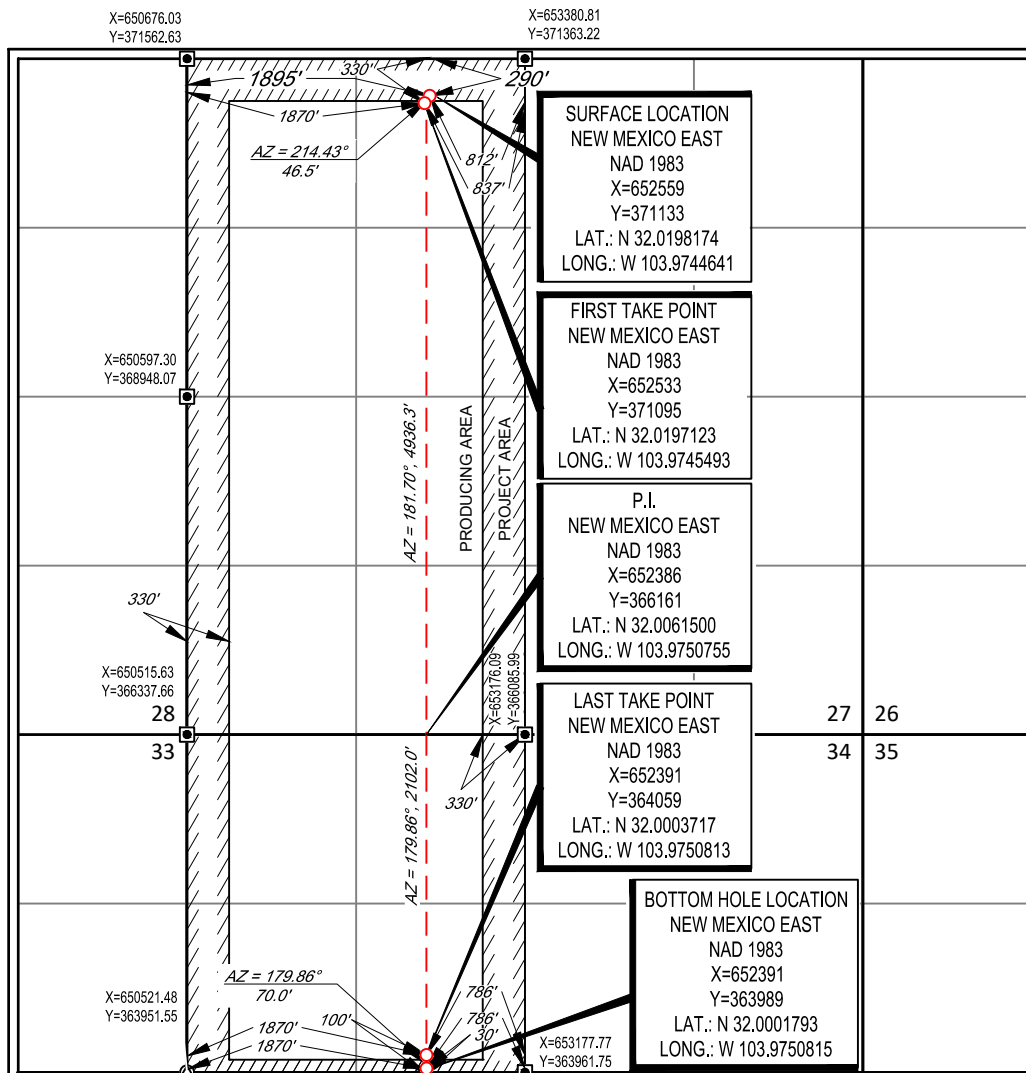 X=650676.03
Y=371562.63
X=653380.81
Y=371363.22
330'
1895'
290'
1870'
AZ = 214.43°
46.5'
812'
837'
SURFACE LOCATION
NEW MEXICO EAST
NAD 1983
X=652559
Y=371133
LAT.: N 32.0198174
LONG.: W 103.9744641
FIRST TAKE POINT
NEW MEXICO EAST
NAD 1983
X=652533
Y=371095
LAT.: N 32.0197123
LONG.: W 103.9745493
X=650597.30
Y=368948.07
AZ = 181.70°, 4936.3'
PRODUCING AREA
PROJECT AREA
P.I.
NEW MEXICO EAST
NAD 1983
X=652386
Y=366161
LAT.: N 32.0061500
LONG.: W 103.9750755
330'
X=650515.63
Y=366337.66
X=653176.09
Y=366085.99
28
33
27
26
34
35
330'
AZ = 179.86°, 2102.0'
LAST TAKE POINT
NEW MEXICO EAST
NAD 1983
X=652391
Y=364059
LAT.: N 32.0003717
LONG.: W 103.9750813
BOTTOM HOLE LOCATION
NEW MEXICO EAST
NAD 1983
X=652391
Y=363989
LAT.: N 32.0001793
LONG.: W 103.9750815
AZ = 179.86°
70.0'
X=650521.48
Y=363951.55
100'
1870'
1870'
786'
786'
30'
X=653177.77
Y=363961.75